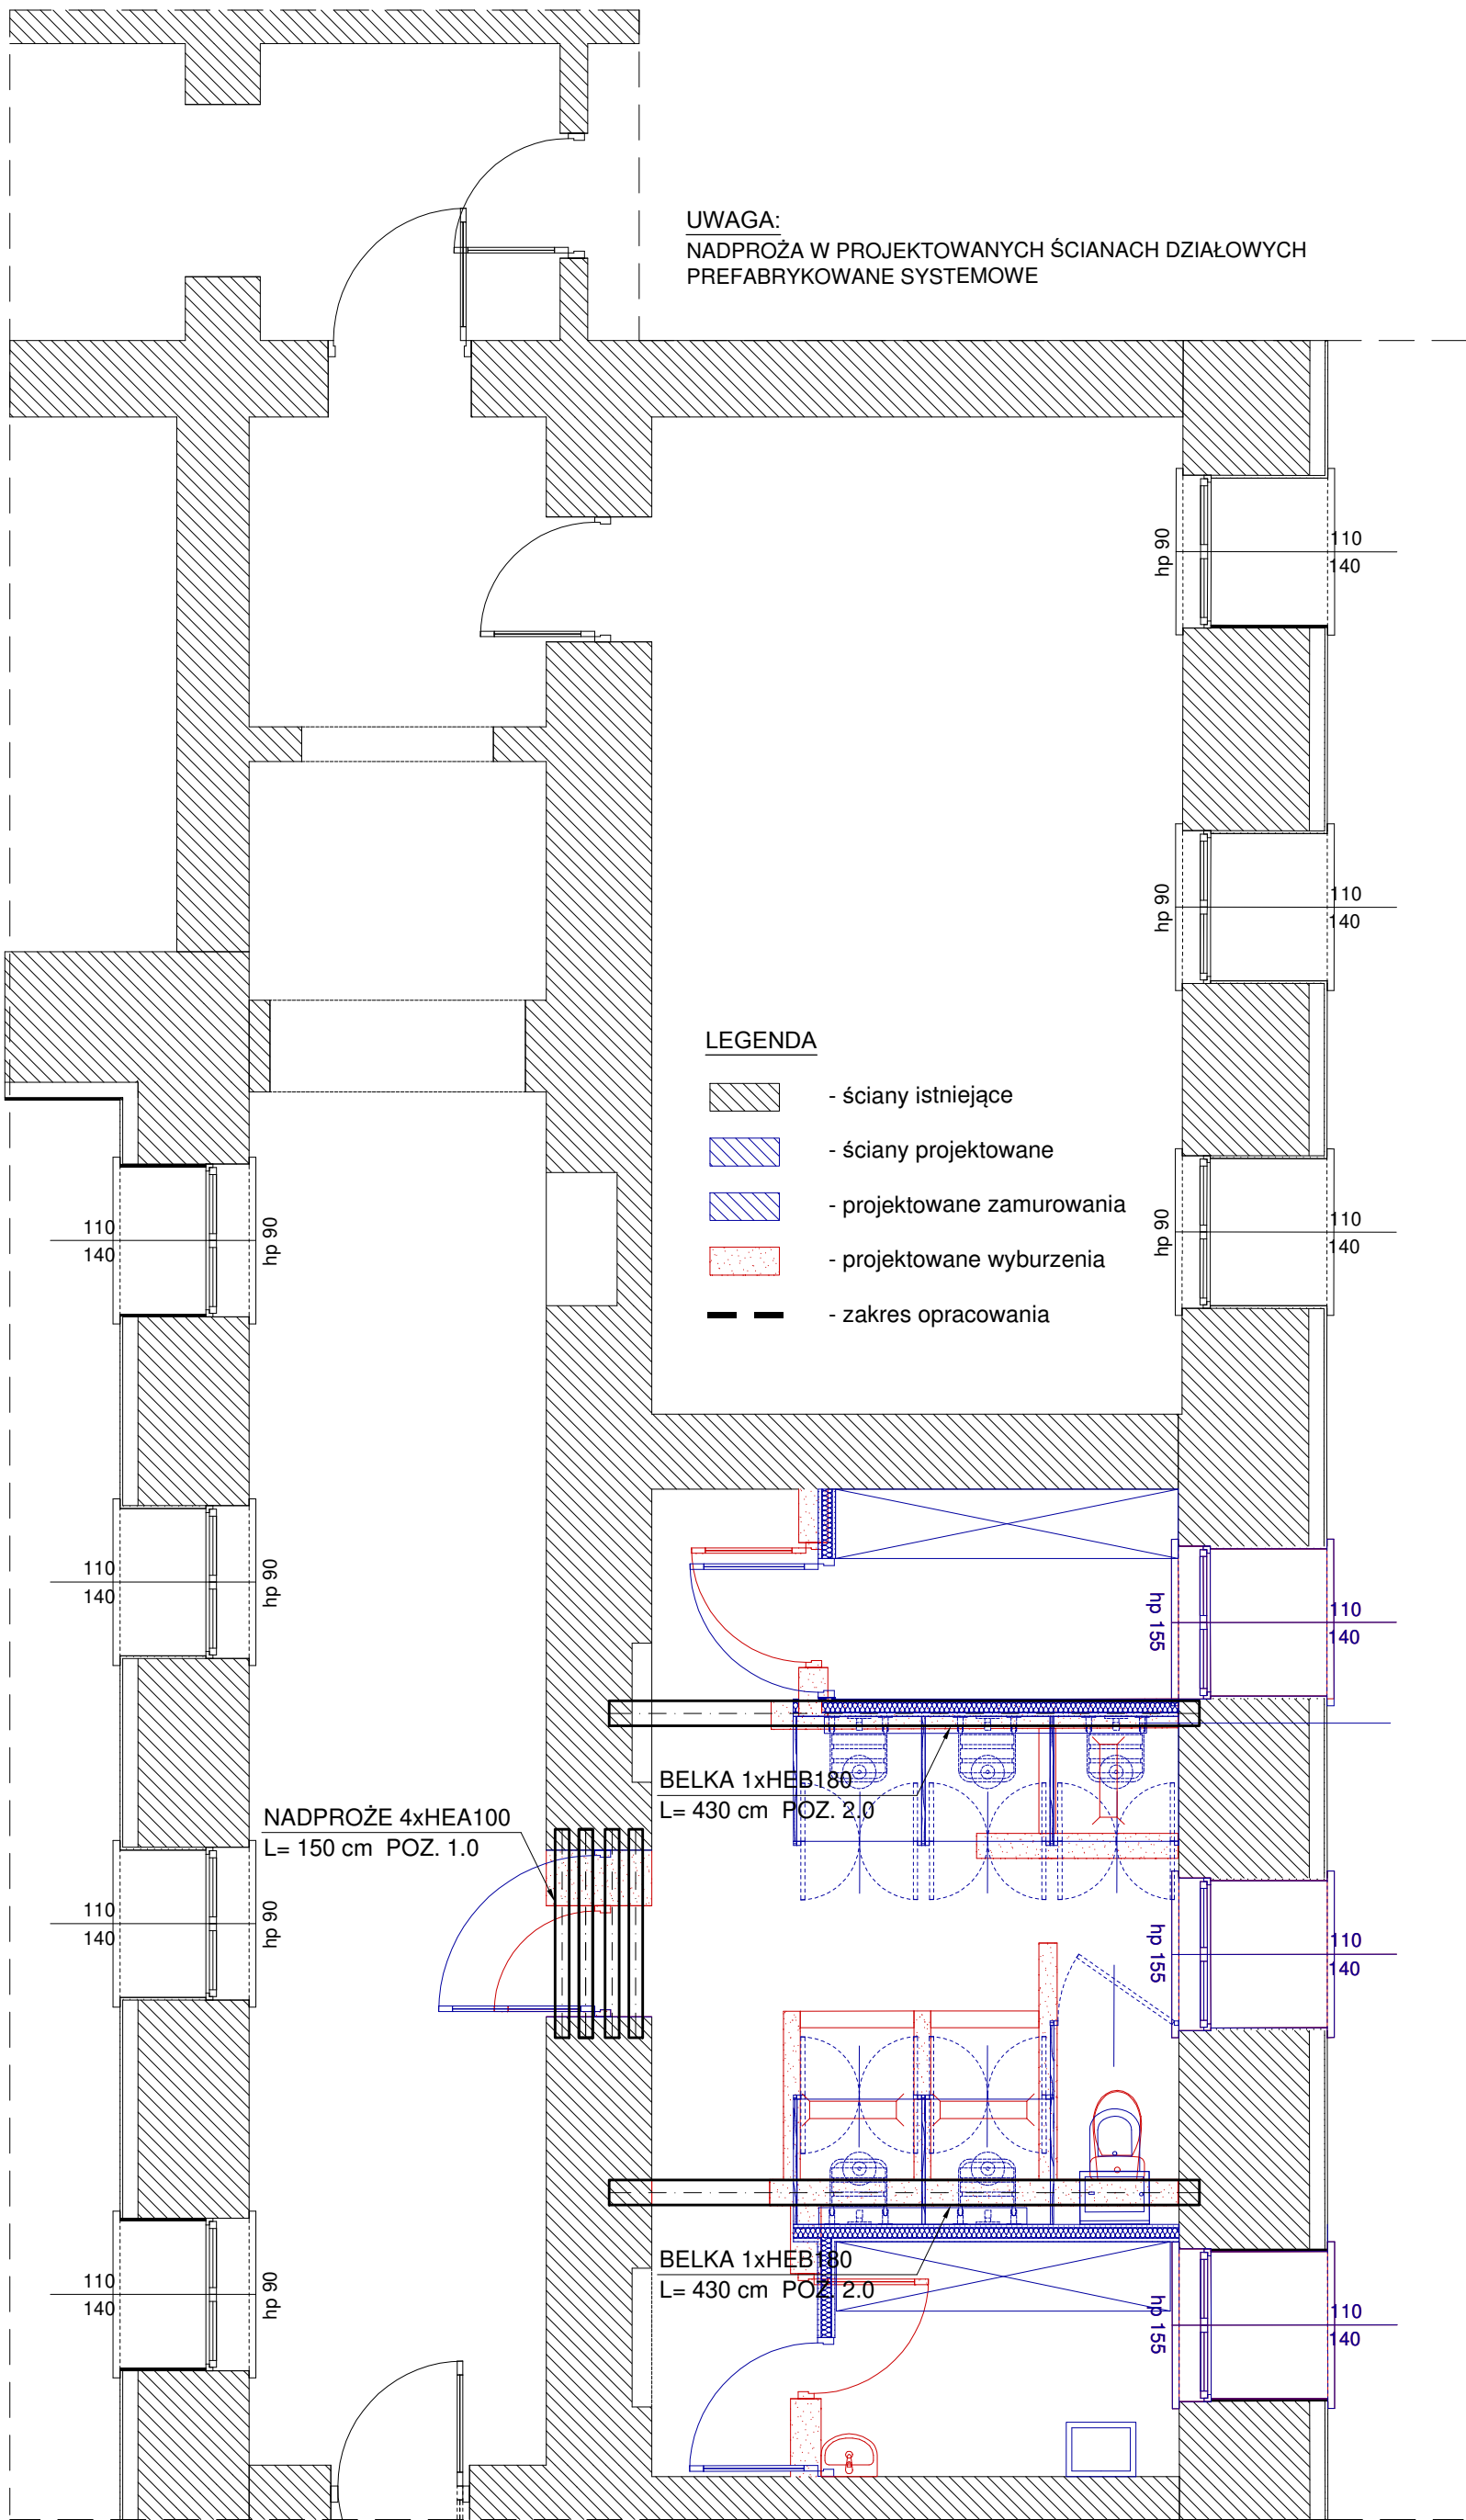 UWAGA:
NADPROŻA W PROJEKTOWANYCH ŚCIANACH DZIAŁOWYCH
PREFABRYKOWANE SYSTEMOWE
hp 90
110
140
hp 90
110
140
LEGENDA
- ściany istniejące
- ściany projektowane
- projektowane zamurowania
- projektowane wyburzenia
- zakres opracowania
hp 90
110
140
110
140
hp 90
110
140
hp 90
hp 155
110
140
BELKA 1xHEB180
L= 430 cm POZ. 2.0
NADPROŻE 4xHEA100
L= 150 cm POZ. 1.0
110
140
hp 90
hp 155
110
140
BELKA 1xHEB180
L= 430 cm POZ. 2.0
110
140
hp 90
hp 155
110
140